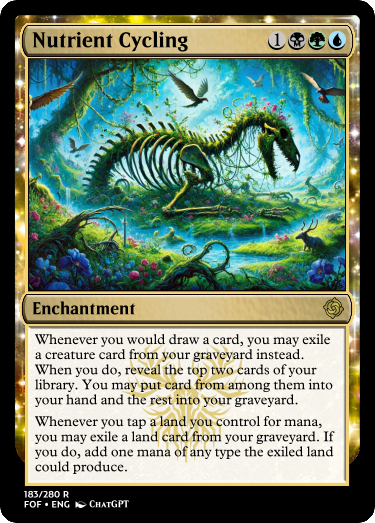 Nutrient Cycling 1
Enchantment
Whenever you would draw a card, you may exile
a creature card from your graveyard instead.
When you do, reveal the top two cards of your
library. You may put card from among them into
your hand and the rest into your graveyard.
Whenever you tap a land you control for mana,
you may exile a land card from your graveyard. If
you do, add one mana of any type the exiled land
could produce.
183/280 R
FOF • ENG ChatGPT